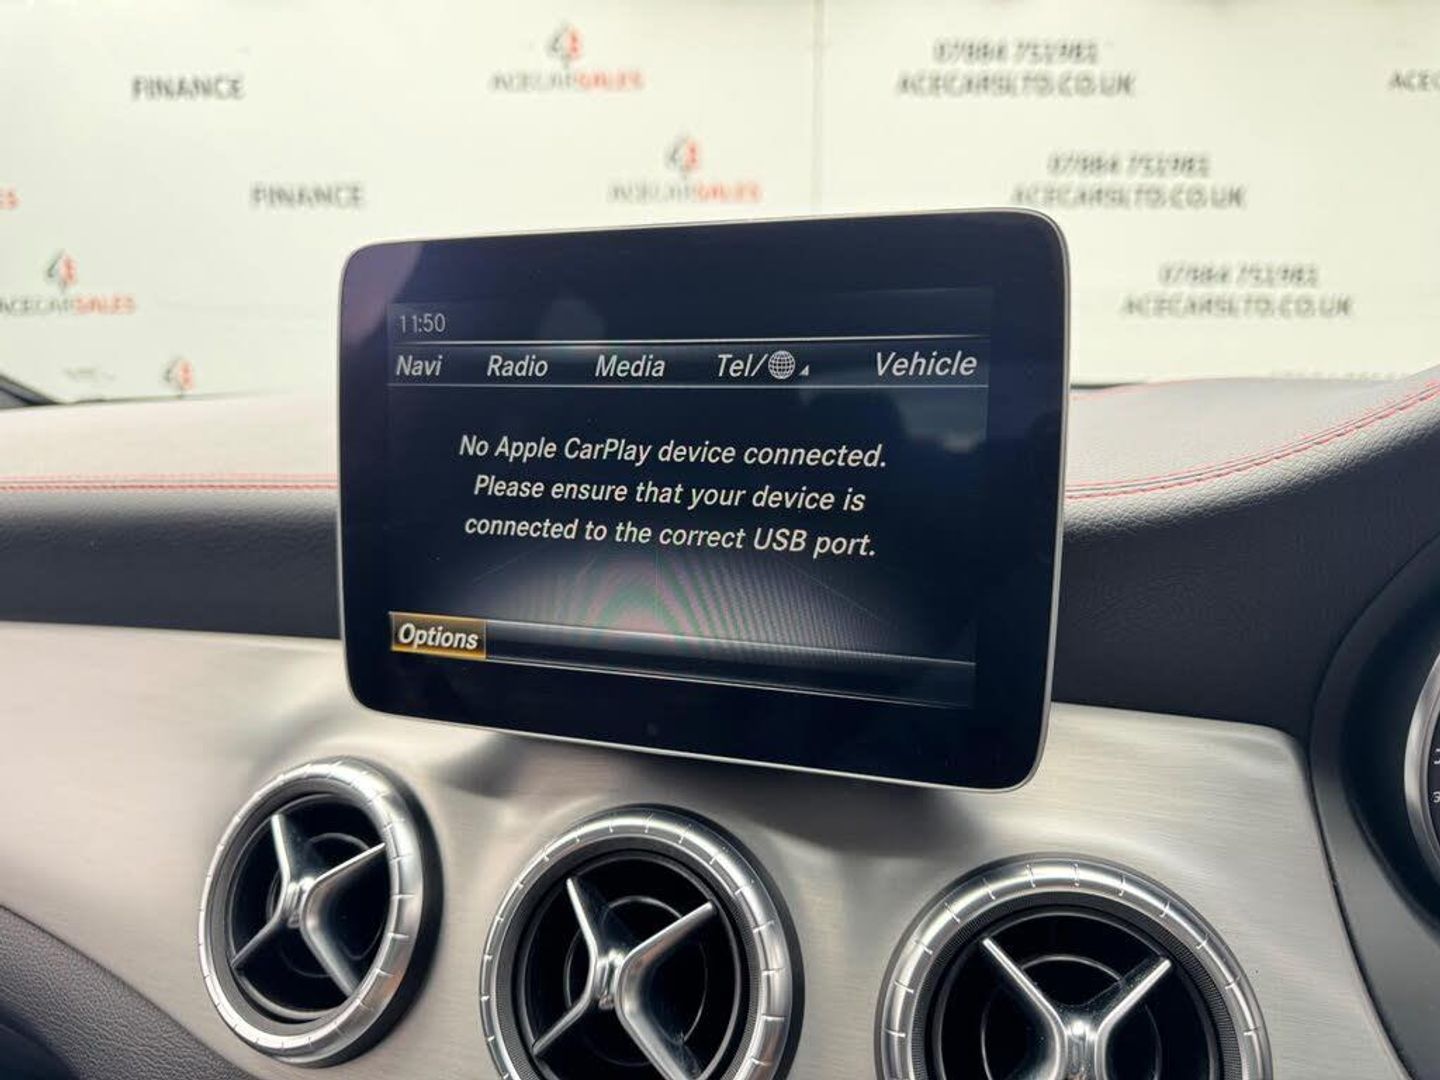 FINANCE
ACECARSALES
07884 751981
ACECARSLTD.CO.UK
FINANCE
ACECARSALES
07884 751981
ACECARSLTD.CO.UK
ACECARSALES
07884 751981
ACECARSLTD.CO.UK
11:50
Navi Radio Media Tel/ Vehicle
No Apple CarPlay device connected.
Please ensure that your device is
connected to the correct USB port.
Options